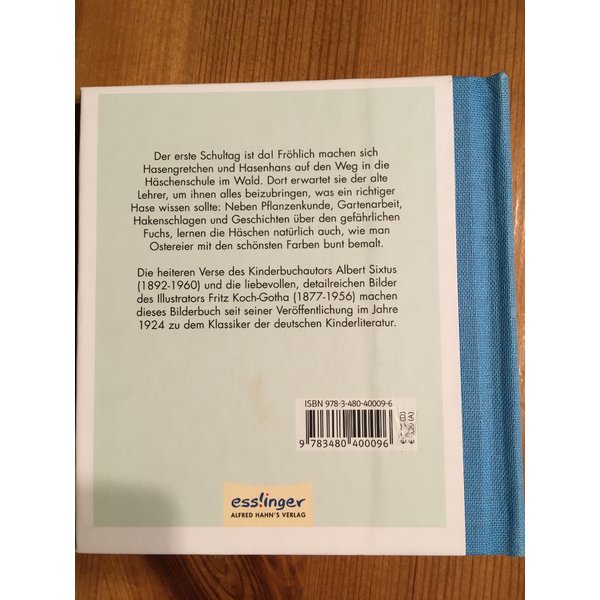 Der erste Schultag ist da! Fröhlich machen sich
Hasengretchen und Hasenhans auf den Weg in die
Häschenschule im Wald. Dort erwartet sie der alte
Lehrer, um ihnen alles beizubringen, was ein richtiger
Hase wissen sollte: Neben Pflanzenkunde, Gartenarbeit,
Hakenschlagen und Geschichten über den gefährlichen
Fuchs, lernen die Häschen natürlich auch, wie man
Ostereier mit den schönsten Farben bunt bemalt.
Die heiteren Verse des Kinderbuchautors Albert Sixtus
(1892-1960) und die liebevollen, detailreichen Bilder
des Illustrators Fritz Koch-Gotha (1877-1956) machen
dieses Bilderbuch seit seiner Veröffentlichung im Jahre
1924 zu dem Klassiker der deutschen Kinderliteratur.
ISBN 978-3-480-40009-6
9 783480 400096
esslinger
ALFRED HAHN'S VERLAG